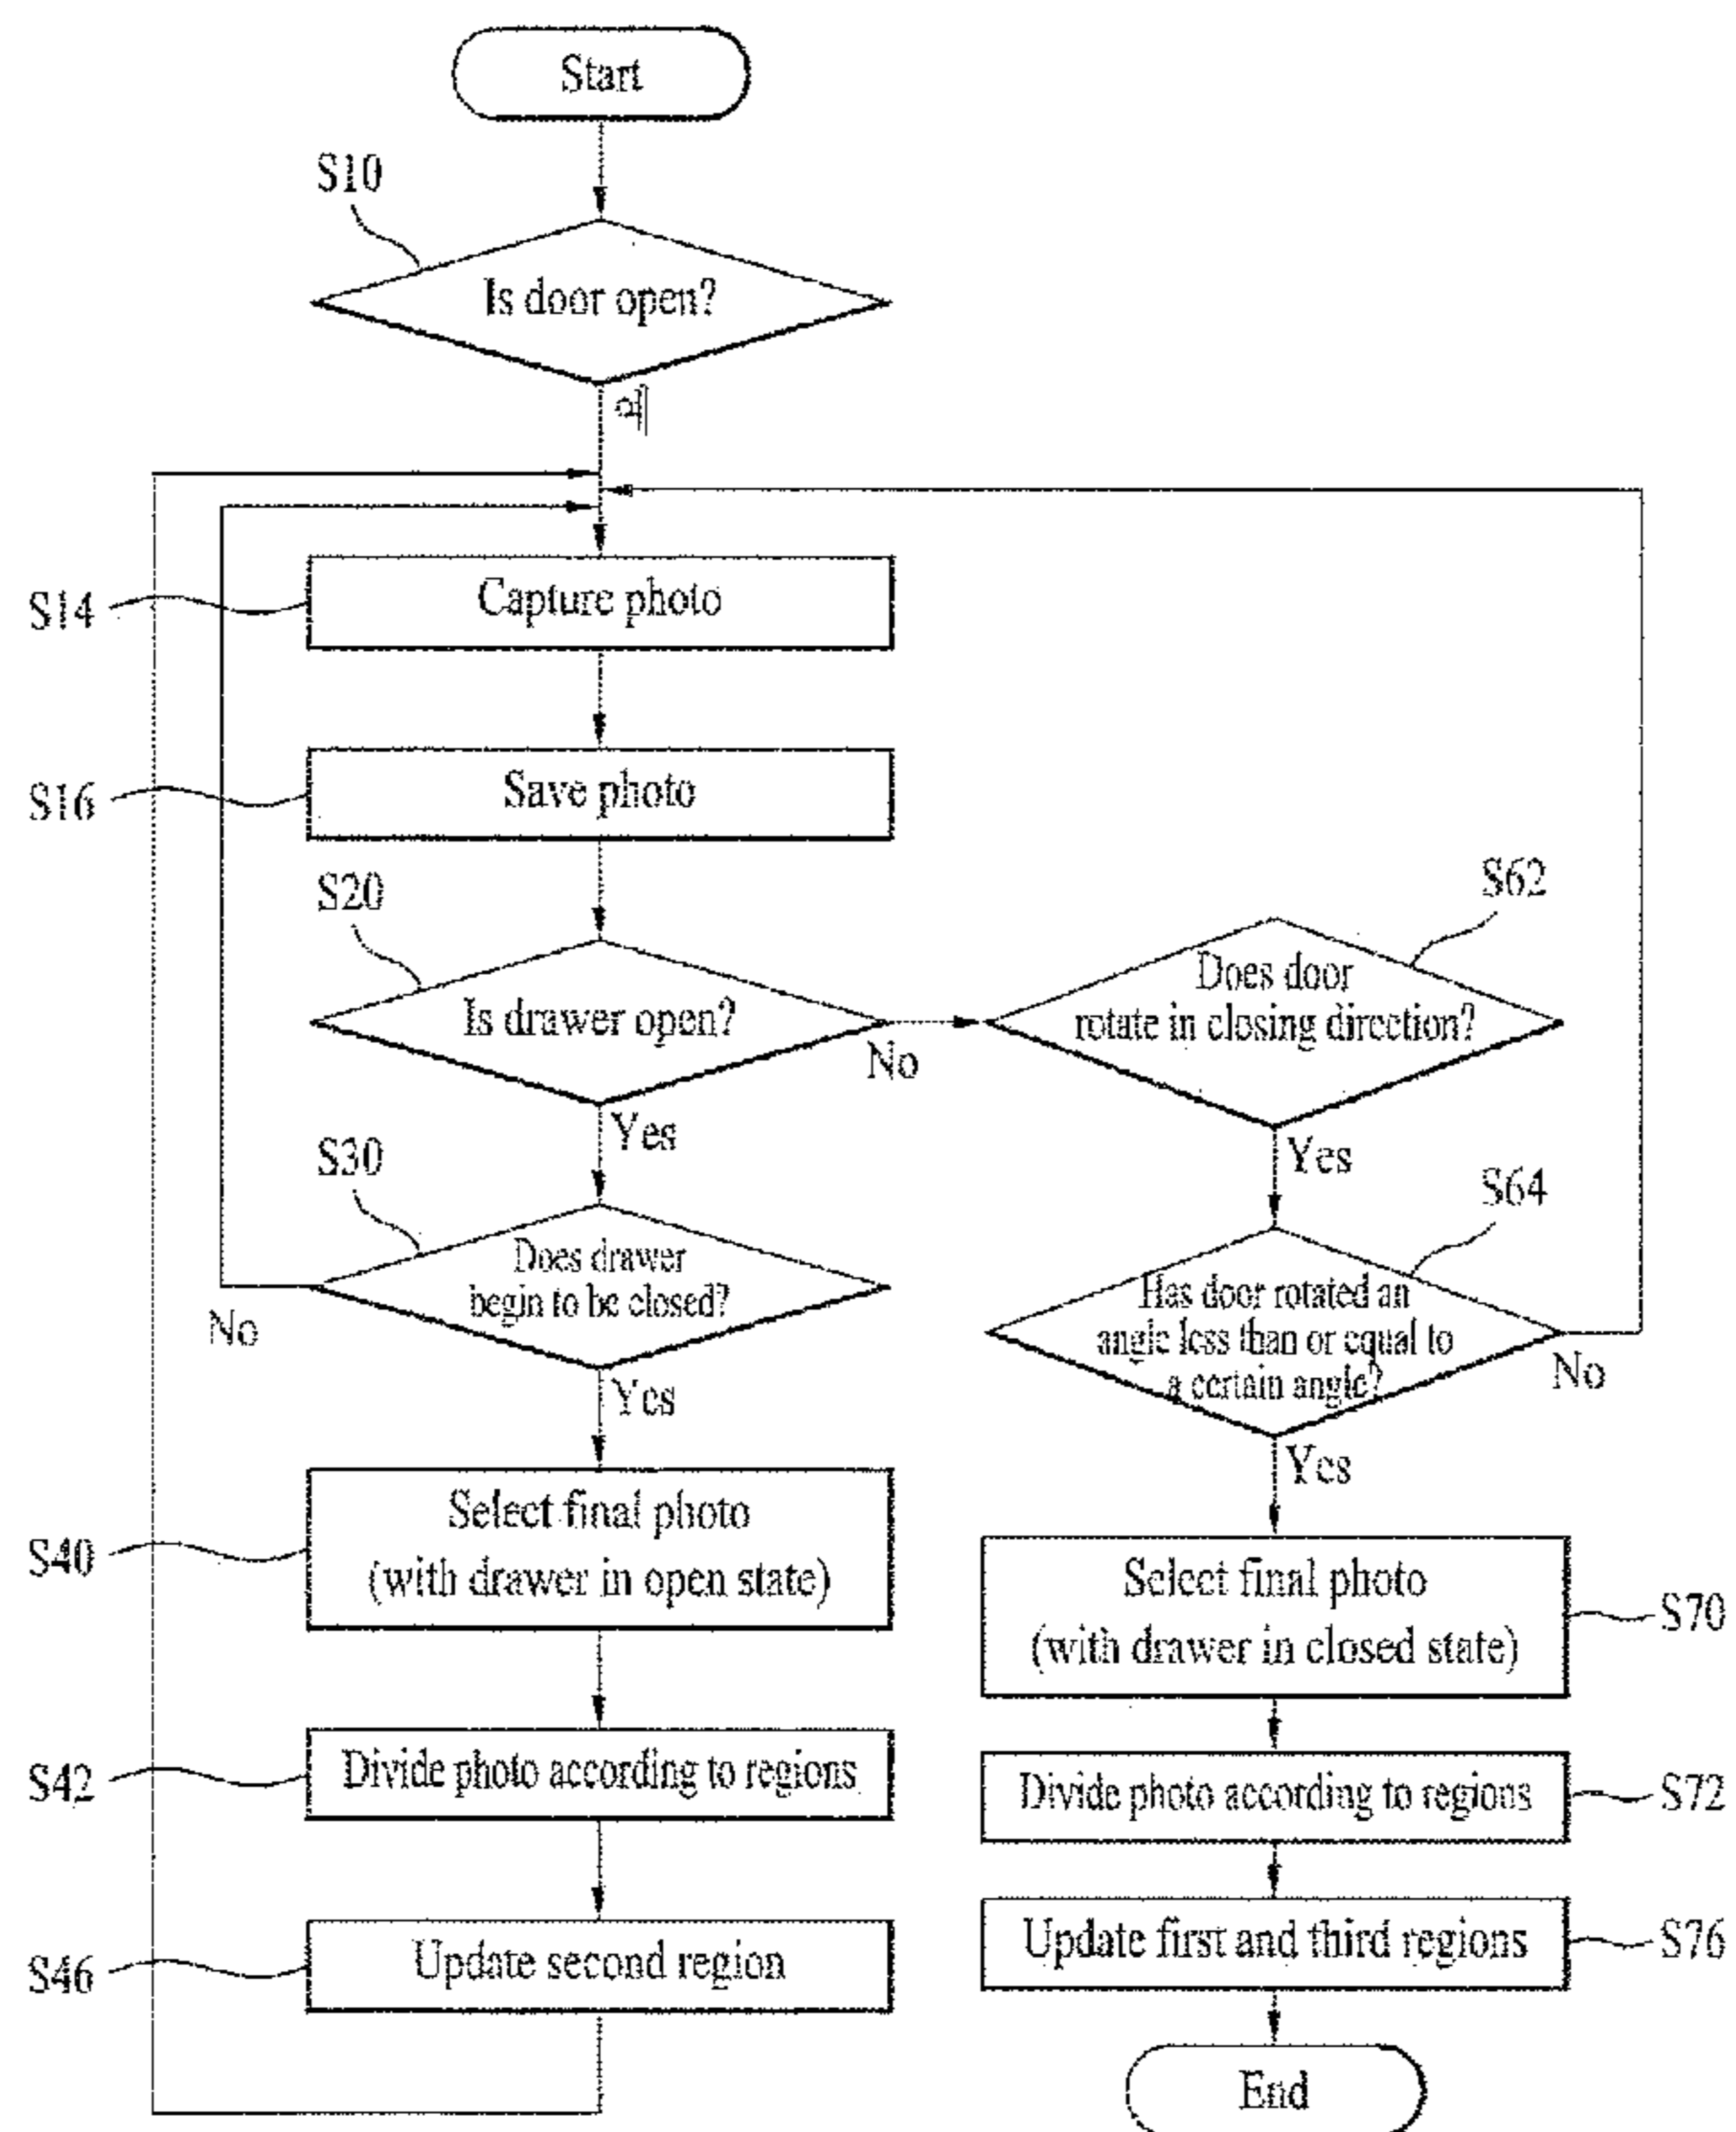 Start
S10
Is door open?
예
S14
Capture photo
S16
Save photo
S20
Is drawer open?
No
Yes
S62
Does door
rotate in closing direction?
Yes
S30
Does drawer
begin to be closed?
No
Yes
S64
Has door rotated an
angle less than or equal to
a certain angle?
No
Yes
S40
Select final photo
(with drawer in open state)
S70
Select final photo
(with drawer in closed state)
S42
Divide photo according to regions
S72
Divide photo according to regions
S46
Update second region
S76
Update first and third regions
End